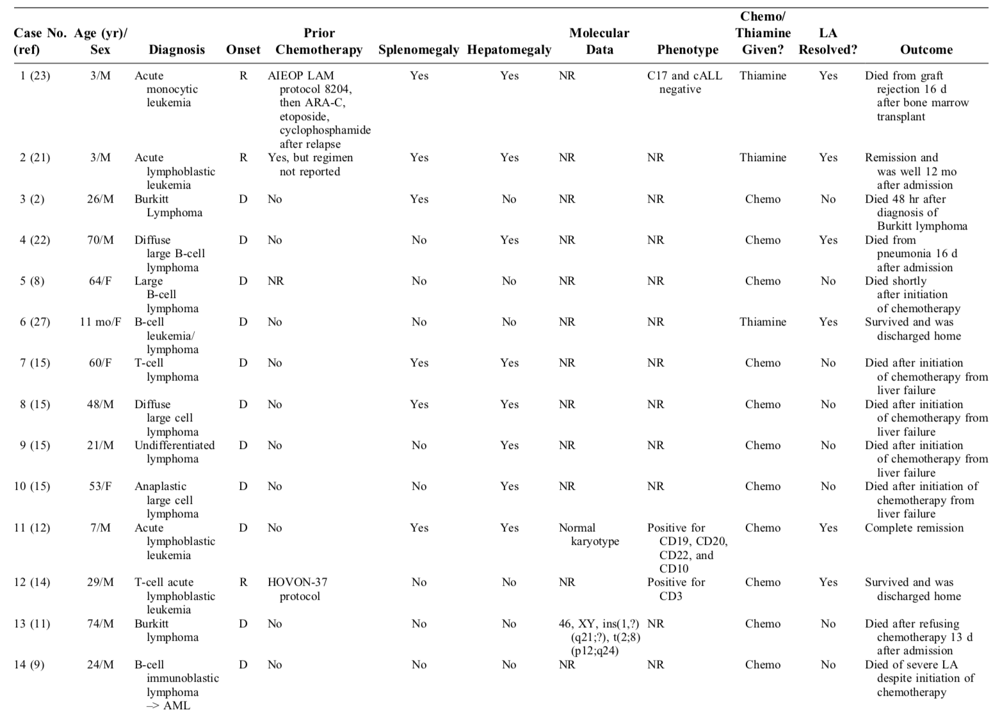 Case No. (ref) Age (yr)/ Sex Diagnosis Onset Prior Chemotherapy Splenomegaly Hepatomegaly Molecular Data Phenotype Chemo/ Thiamine Given? LA Resolved? Outcome
1 (23) 3/M Acute R AIEOP LAM Yes Yes NR C17 and cALL Thiamine Yes Died from graft
monocytic protocol 8204, negative rejection 16 d
leukemia then ARA-C, after bone marrow
etoposide, transplant
cyclophosphamide
after relapse
2 (21) 3/M Acute R Yes, but regimen Yes Yes NR NR Thiamine Yes Remission and
lymphoblastic not reported was well 12 mo
leukemia after admission
3 (2) 26/M Burkitt D No Yes No NR NR Chemo No Died 48 hr after
Lymphoma diagnosis of
Burkitt lymphoma
4 (22) 70/M Diffuse D No No Yes NR NR Chemo Yes Died from
large B-cell pneumonia 16 d
lymphoma after admission
5 (8) 64/F Large D NR No No NR NR Chemo No Died shortly
B-cell after initiation
lymphoma of chemotherapy
6 (27) 11 mo/F B-cell D No No No NR NR Thiamine Yes Survived and was
leukemia/ discharged home
lymphoma
7 (15) 60/F T-cell D No Yes Yes NR NR Chemo No Died after initiation
lymphoma of chemotherapy from
liver failure
8 (15) 48/M Diffuse D No Yes Yes NR NR Chemo No Died after initiation
large cell of chemotherapy from
lymphoma liver failure
9 (15) 21/M Undifferentiated D No No Yes NR NR Chemo No Died after initiation
lymphoma of chemotherapy from
liver failure
10 (15) 53/F Anaplastic D No No Yes NR NR Chemo No Died after initiation of
large cell chemotherapy from
lymphoma liver failure
11 (12) 7/M Acute D No Yes Yes Normal Positive for Chemo Yes Complete remission
lymphoblastic karyotype CD19, CD20,
leukemia CD22, and
CD10
12 (14) 29/M T-cell acute R HOVON-37 No No NR Positive for Chemo Yes Survived and was
lymphoblastic protocol CD3 discharged home
leukemia
13 (11) 74/M Burkitt D No No No 46, XY, ins(1,?) NR Chemo No Died after refusing
lymphoma (q21;?), t(2;8) chemotherapy 13 d
(p12;q24) after admission
14 (9) 24/M B-cell D No No No NR NR Chemo No Died of severe LA
immunoblastic despite initiation of
lymphoma chemotherapy
–> AML